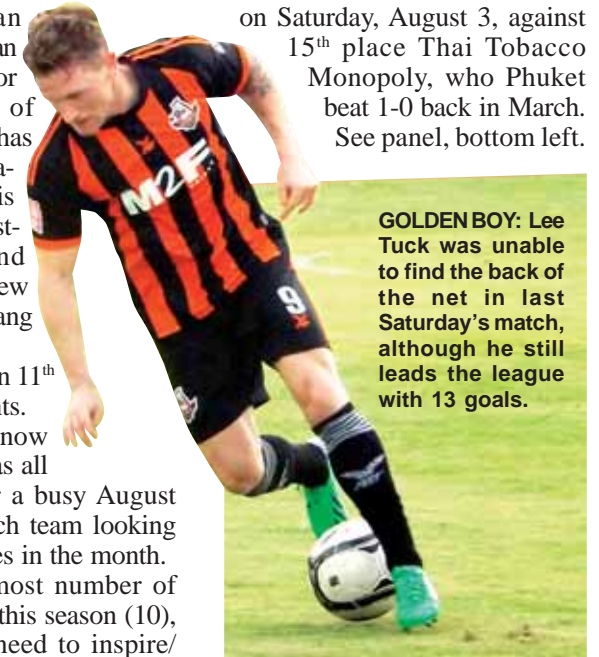 an
an
or
of
has
a-
is
st-
nd
ew
ang
n 11th
nts.
now
as all
r a busy August
ch team looking
es in the month.
most number of
this season (10),
need to inspire/
on Saturday, August 3, against
15th place Thai Tobacco
Monopoly, who Phuket
beat 1-0 back in March.
See panel, bottom left.
M2F
9
GOLDEN BOY: Lee
Tuck was unable
to find the back of
the net in last
Saturday's match,
although he still
leads the league
with 13 goals.